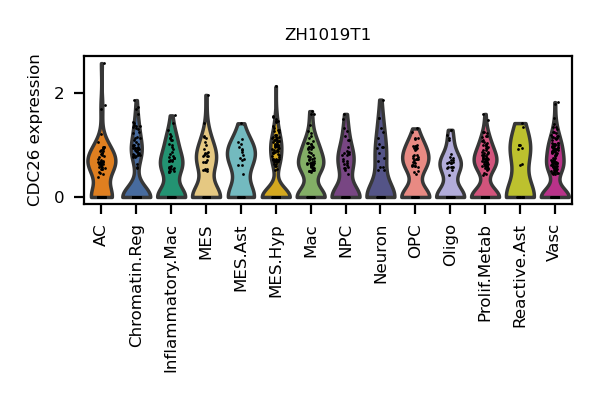 ZH1019T1
CDC26 expression
2
0
AC
Chromatin.Reg
Inflammatory.Mac
MES
MES.Ast
MES.Hyp
Mac
NPC
Neuron
OPC
Oligo
Prolif.Metab
Reactive.Ast
Vasc